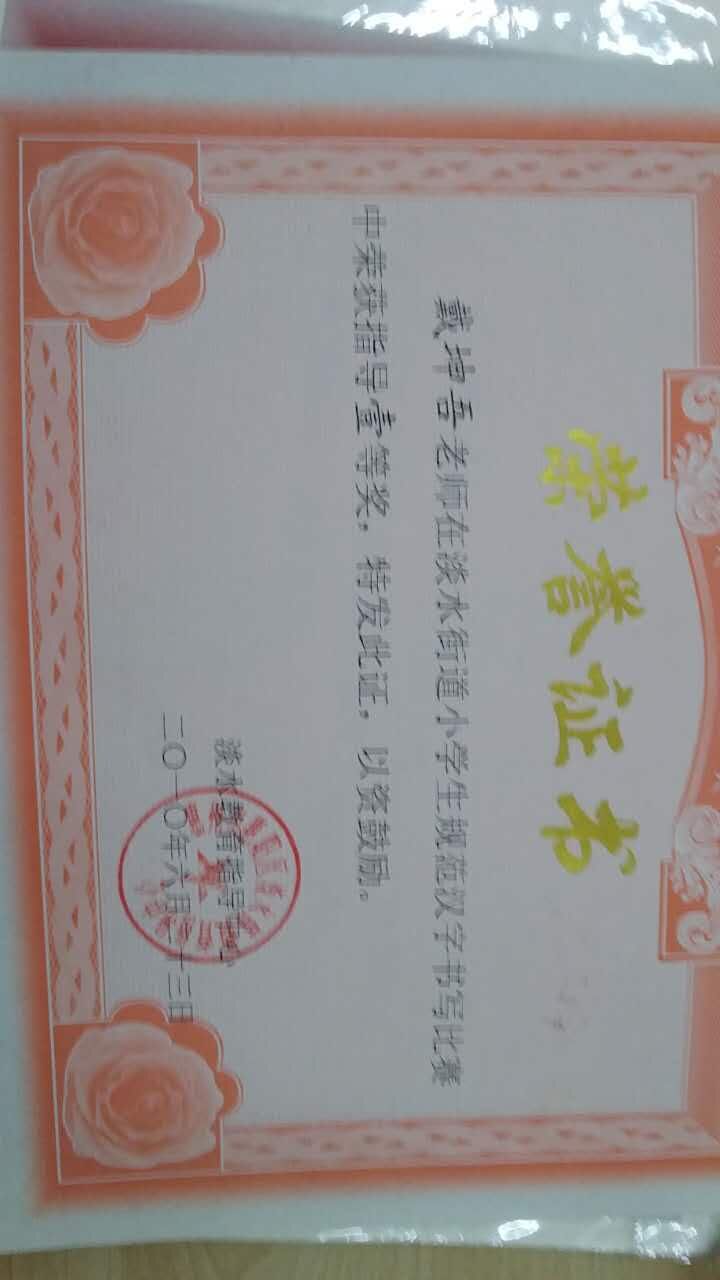 荣誉证书
戴坤吾老师在淡水街道小学生规范汉字书写比赛
中荣获指导壹等奖，特发此证，以资鼓励。
淡水教育指导中心
二〇一〇年六月二十三日